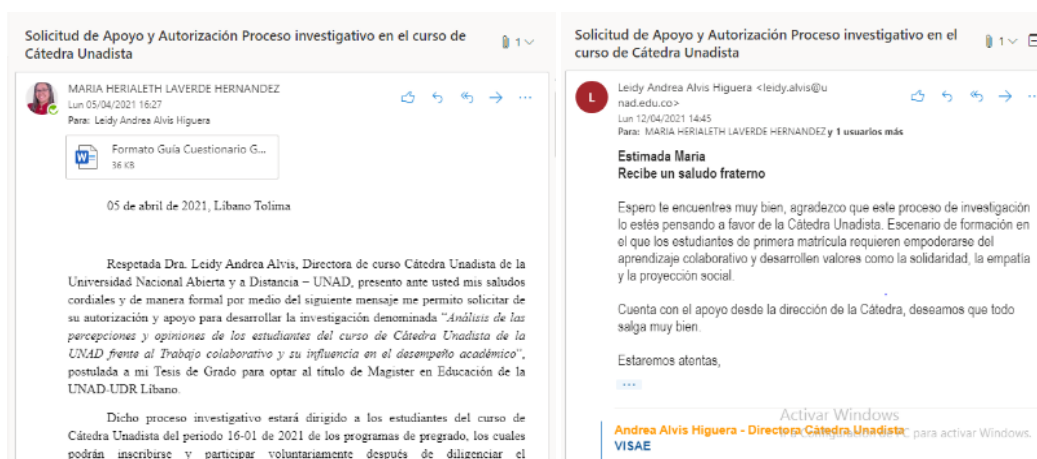 Solicitud de Apoyo y Autorización Proceso investigativo en el curso de
Cátedra Unadista
1
MARIA HERIALETH LAVERDE HERNANDEZ
Lun 05/04/2021 16:27
Para: Leidy Andrea Alvis Higuera
Formato Guía Cuestionario G...
36 KB
05 de abril de 2021, Líbano Tolima
Respetada Dra. Leidy Andrea Alvis, Directora de curso Cátedra Unadista de la
Universidad Nacional Abierta y a Distancia – UNAD, presento ante usted mis saludos
cordiales y de manera formal por medio del siguiente mensaje me permito solicitar de
su autorización y apoyo para desarrollar la investigación denominada “Análisis de las
percepciones y opiniones de los estudiantes del curso de Cátedra Unadista de la
UNAD frente al Trabajo colaborativo y su influencia en el desempeño académico”,
postulada a mi Tesis de Grado para optar al título de Magister en Educación de la
UNAD-UDR Líbano.
Dicho proceso investigativo estará dirigido a los estudiantes del curso de
Cátedra Unadista del periodo 16-01 de 2021 de los programas de pregrado, los cuales
podrán inscribirse y participar voluntariamente después de diligenciar el
Solicitud de Apoyo y Autorización Proceso investigativo en el
curso de Cátedra Unadista
1
L
Leidy Andrea Alvis Higuera <leidy.alvis@u
nad.edu.co>
Lun 12/04/2021 14:45
Para: MARIA HERIALETH LAVERDE HERNANDEZ y 1 usuarios más
Estimada Maria
Recibe un saludo fraterno
Espero te encuentres muy bien, agradezco que este proceso de investigación
lo estés pensando a favor de la Cátedra Unadista. Escenario de formación en
el que los estudiantes de primera matrícula requieren empoderarse del
aprendizaje colaborativo y desarrollen valores como la solidaridad, la empatía
y la proyección social.
Cuenta con el apoyo desde la dirección de la Cátedra, deseamos que todo
salga muy bien.
Estaremos atentas,
Activar Windows
Andrea Alvis Higuera - Directora Cátedra Unadista
para activar Windows.
VISAE